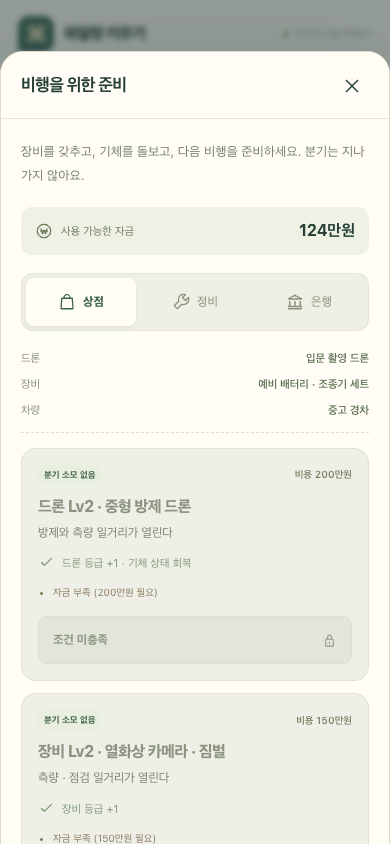 파일럿 키우기
비행을 위한 준비
장비를 갖추고, 기체를 돌보고, 다음 비행을 준비하세요. 분기는 지나
가지 않아요.
사용 가능한 자금
124만원
상점
정비
은행
드론
입문 촬영 드론
장비
예비 배터리 · 조종기 세트
차량
중고 경차
분기 소모 없음
비용 200만원
드론 Lv2 · 중형 방제 드론
방제와 측량 일거리가 열린다
드론 등급 +1 · 기체 상태 회복
• 자금 부족 (200만원 필요)
조건 미충족
분기 소모 없음
비용 150만원
장비 Lv2 · 열화상 카메라 · 짐벌
측량 · 점검 일거리가 열린다
장비 등급 +1
• 자금 부족 (150만원 필요)